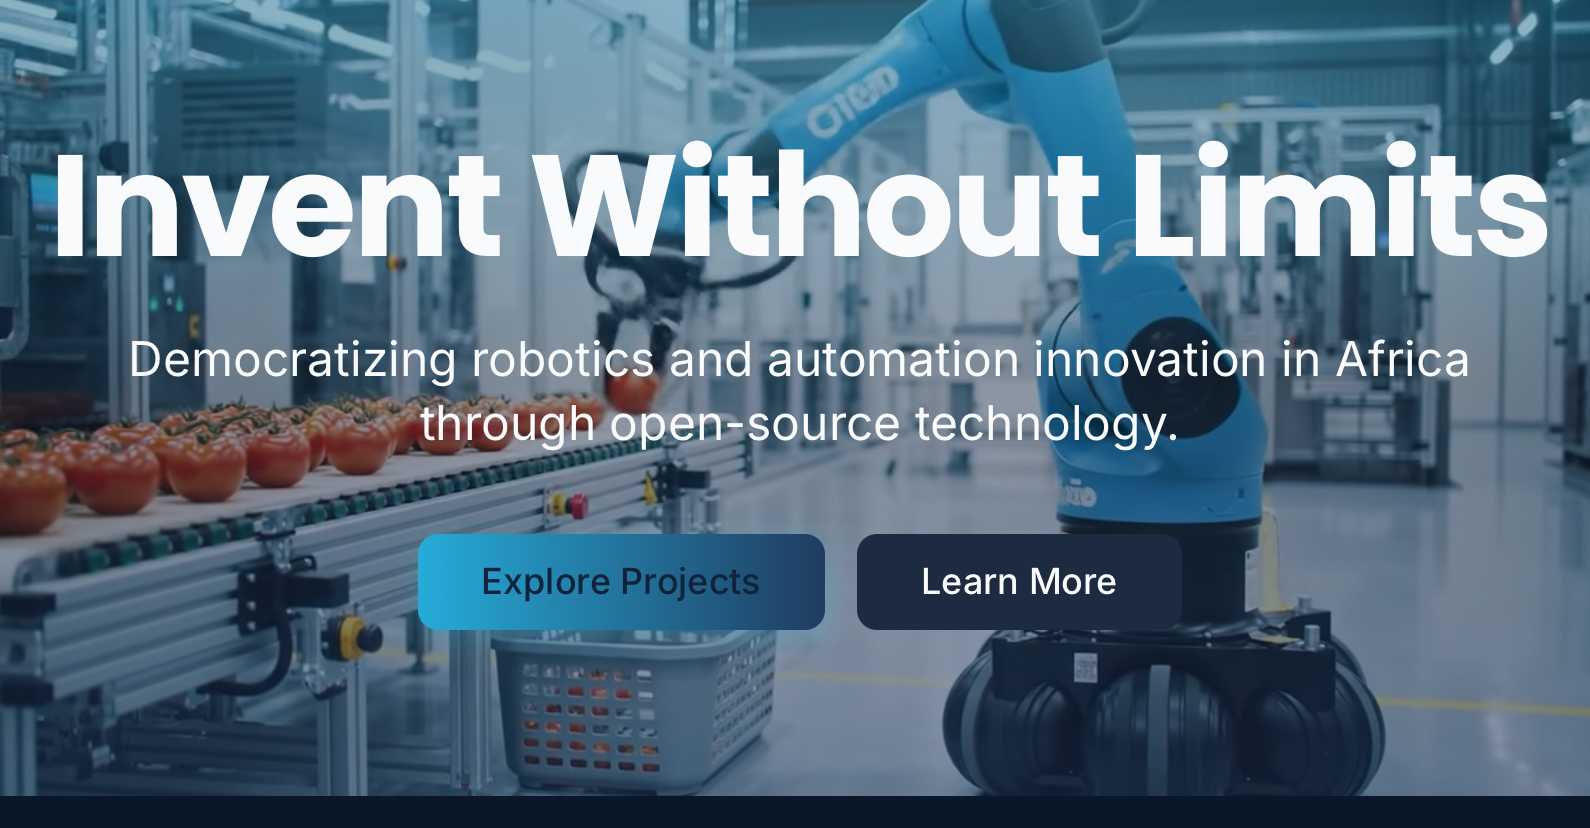 Invent Without Limits
Democratizing robotics and automation innovation in Africa
through open-source technology.
Explore Projects
Learn More